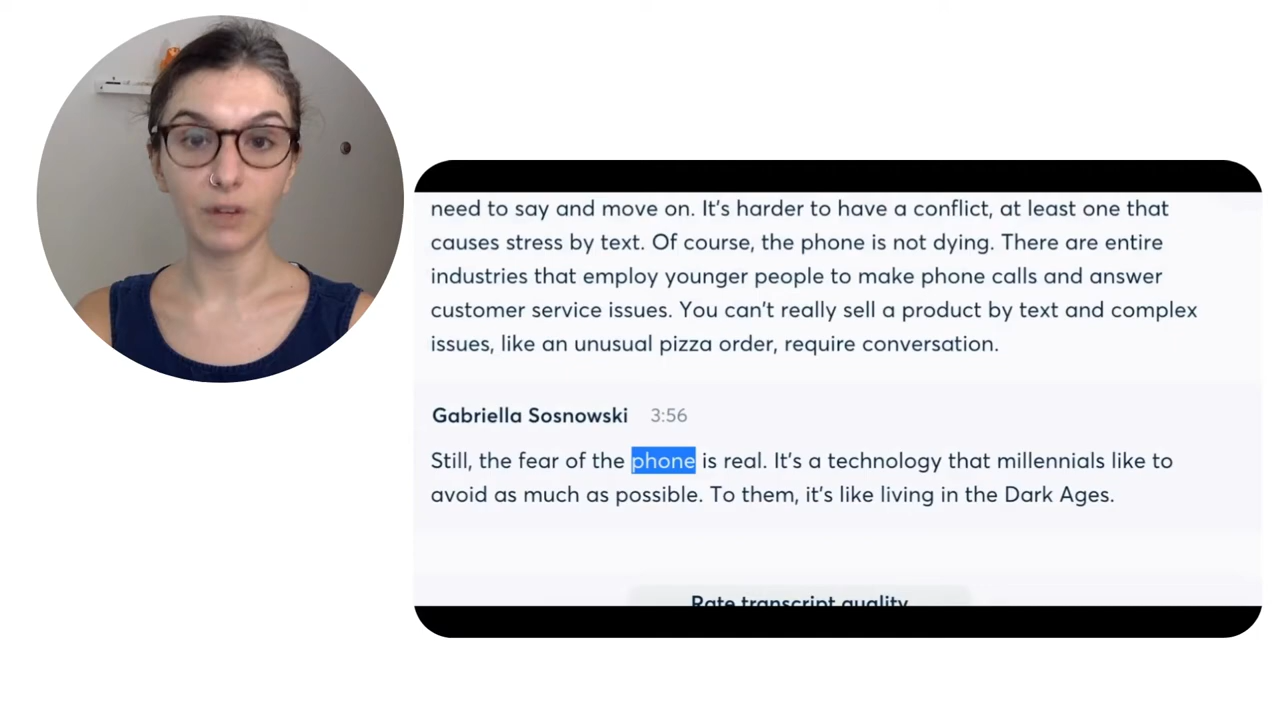 need to say and move on. It's harder to have a conflict, at least one that
causes stress by text. Of course, the phone is not dying. There are entire
industries that employ younger people to make phone calls and answer
customer service issues. You can't really sell a product by text and complex
issues, like an unusual pizza order, require conversation.
Gabriella Sosnowski 3:56
Still, the fear of the phone is real. It's a technology that millennials like to
avoid as much as possible. To them, it's like living in the Dark Ages.
Rate transcript quality